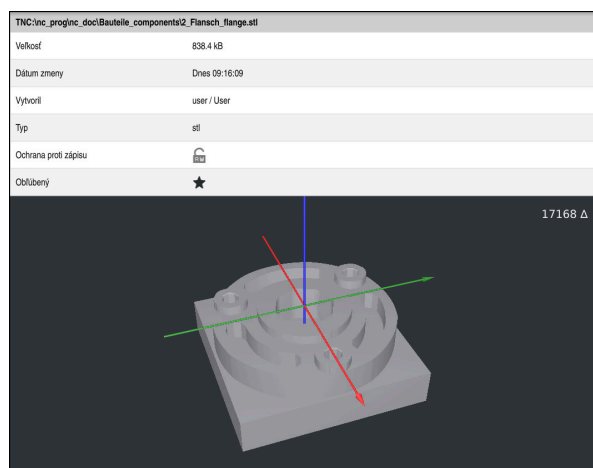 TNC:\nc_prog\nc_doc\Bauteile_components\2_Flansch_flange.stl
Veľkosť 838.4 kB
Dátum zmeny Dnes 09:16:09
Vytvoril user / User
Typ stl
Ochrana proti zápisu RW
Obľúbený
17168 Δ